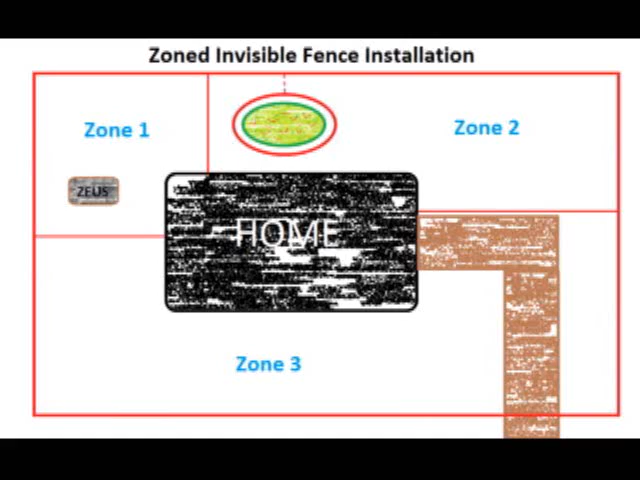 Zoned Invisible Fence Installation
Zone 1
Zone 2
ZEUS
HOME
Zone 3